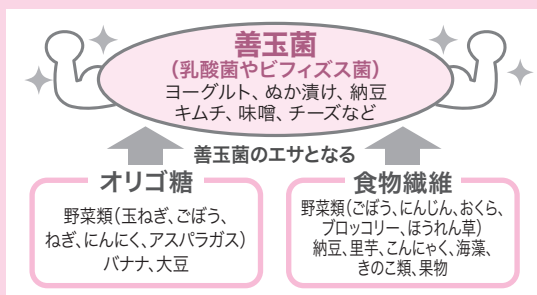 善玉菌
(乳酸菌やビフィズス菌)
ヨーグルト、ぬか漬け、納豆
キムチ、味噌、チーズなど
善玉菌のエサとなる
オリゴ糖
野菜類(玉ねぎ、ごぼう、
ねぎ、にんにく、アスパラガス)
バナナ、大豆
食物繊維
野菜類(ごぼう、にんじん、おくら、
ブロッコリー、ほうれん草)
納豆、里芋、こんにゃく、海藻、
きのこ類、果物